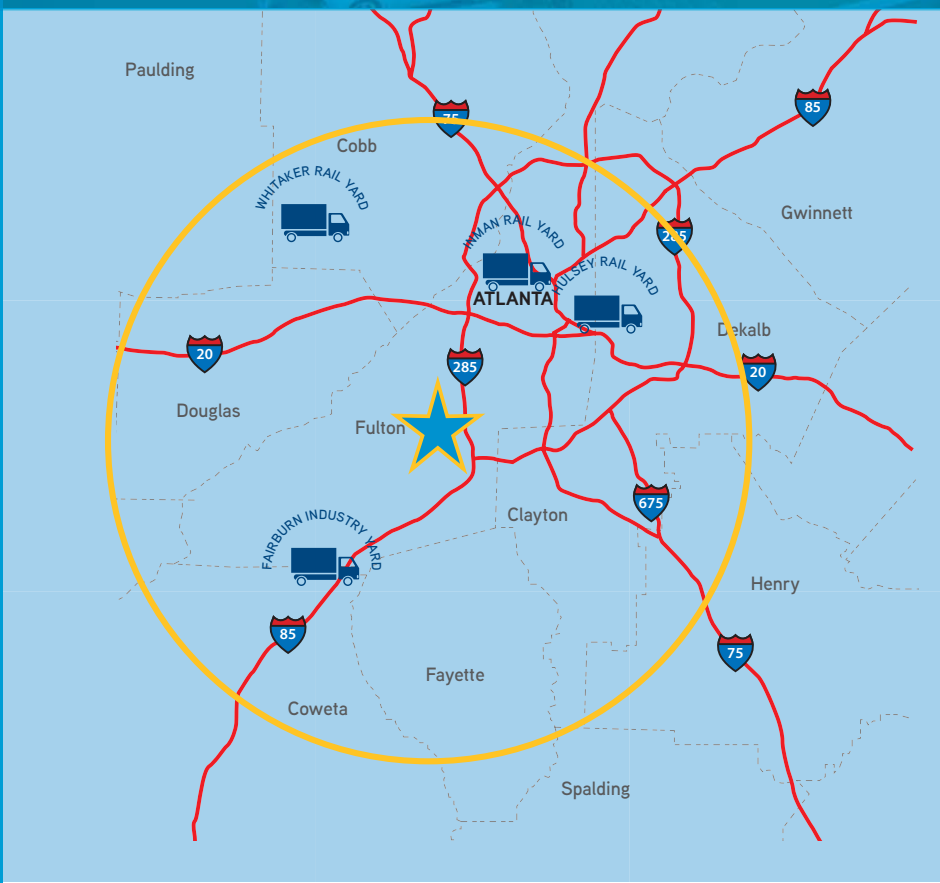 Paulding
75
85
Cobb
WHITAKER RAIL YARD
Gwinnett
INMAN RAIL YARD
285
HULSEY RAIL YARD
ATLANTA
Dekalb
20
285
20
Douglas
Fulton
675
Clayton
FAIRBURN INDUSTRY YARD
Henry
85
75
Fayette
Coweta
Spalding